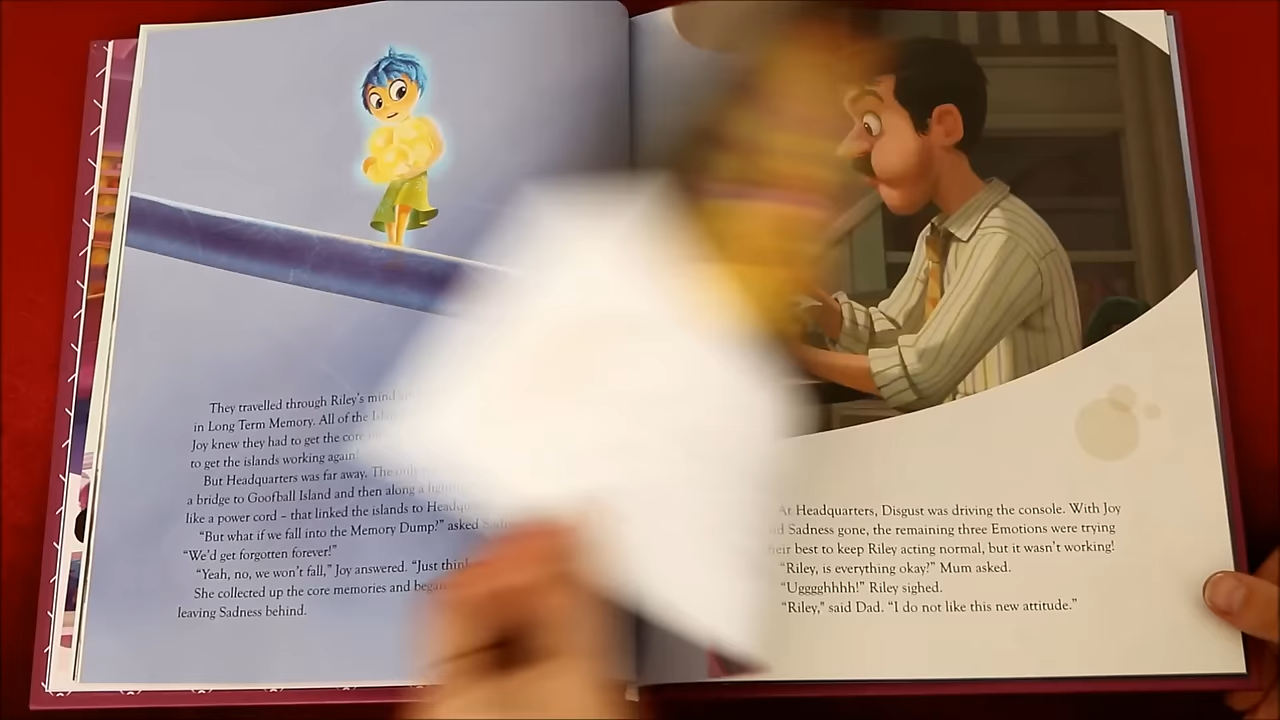 They travelled through Riley's mind
in Long Term Memory. All of the
Joy knew they had to get the core
to get the islands working again!
But Headquarters was far away. The only
a bridge to Goofball Island and then along a
like a power cord – that linked the islands to
"But what if we fall into the Memory Dump?" asked
"We'd get forgotten forever!"
"Yeah, no, we won't fall," Joy answered. "Just
She collected up the core memories and
leaving Sadness behind.
At Headquarters, Disgust was driving the console. With Joy
Sadness gone, the remaining three Emotions were trying
best to keep Riley acting normal, but it wasn't working!
"Riley, is everything okay?" Mum asked.
"Ugggghhhh!" Riley sighed.
"Riley," said Dad. "I do not like this new attitude."